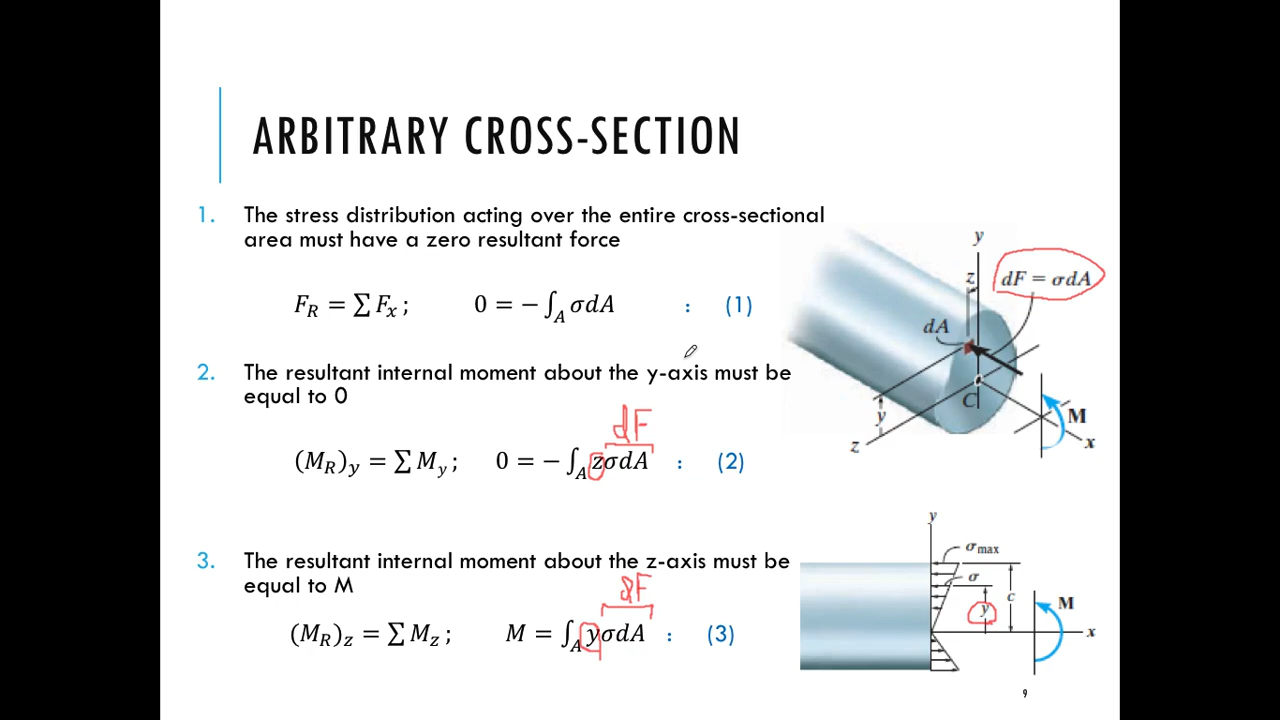 ARBITRARY CROSS-SECTION
1. The stress distribution acting over the entire cross-sectional
area must have a zero resultant force
F_R = ∑ F_x ; 0 = − ∫_A σdA : (1)
2. The resultant internal moment about the y-axis must be
equal to 0
dF
(M_R)_y = ∑ M_y ; 0 = − ∫_A zσdA : (2)
3. The resultant internal moment about the z-axis must be
equal to M
dF
(M_R)_z = ∑ M_z ; M = ∫_A yσdA : (3)
y
z
dF = σdA
dA
C
y
M
z
x
y
σmax
σ
c
y
M
x
9